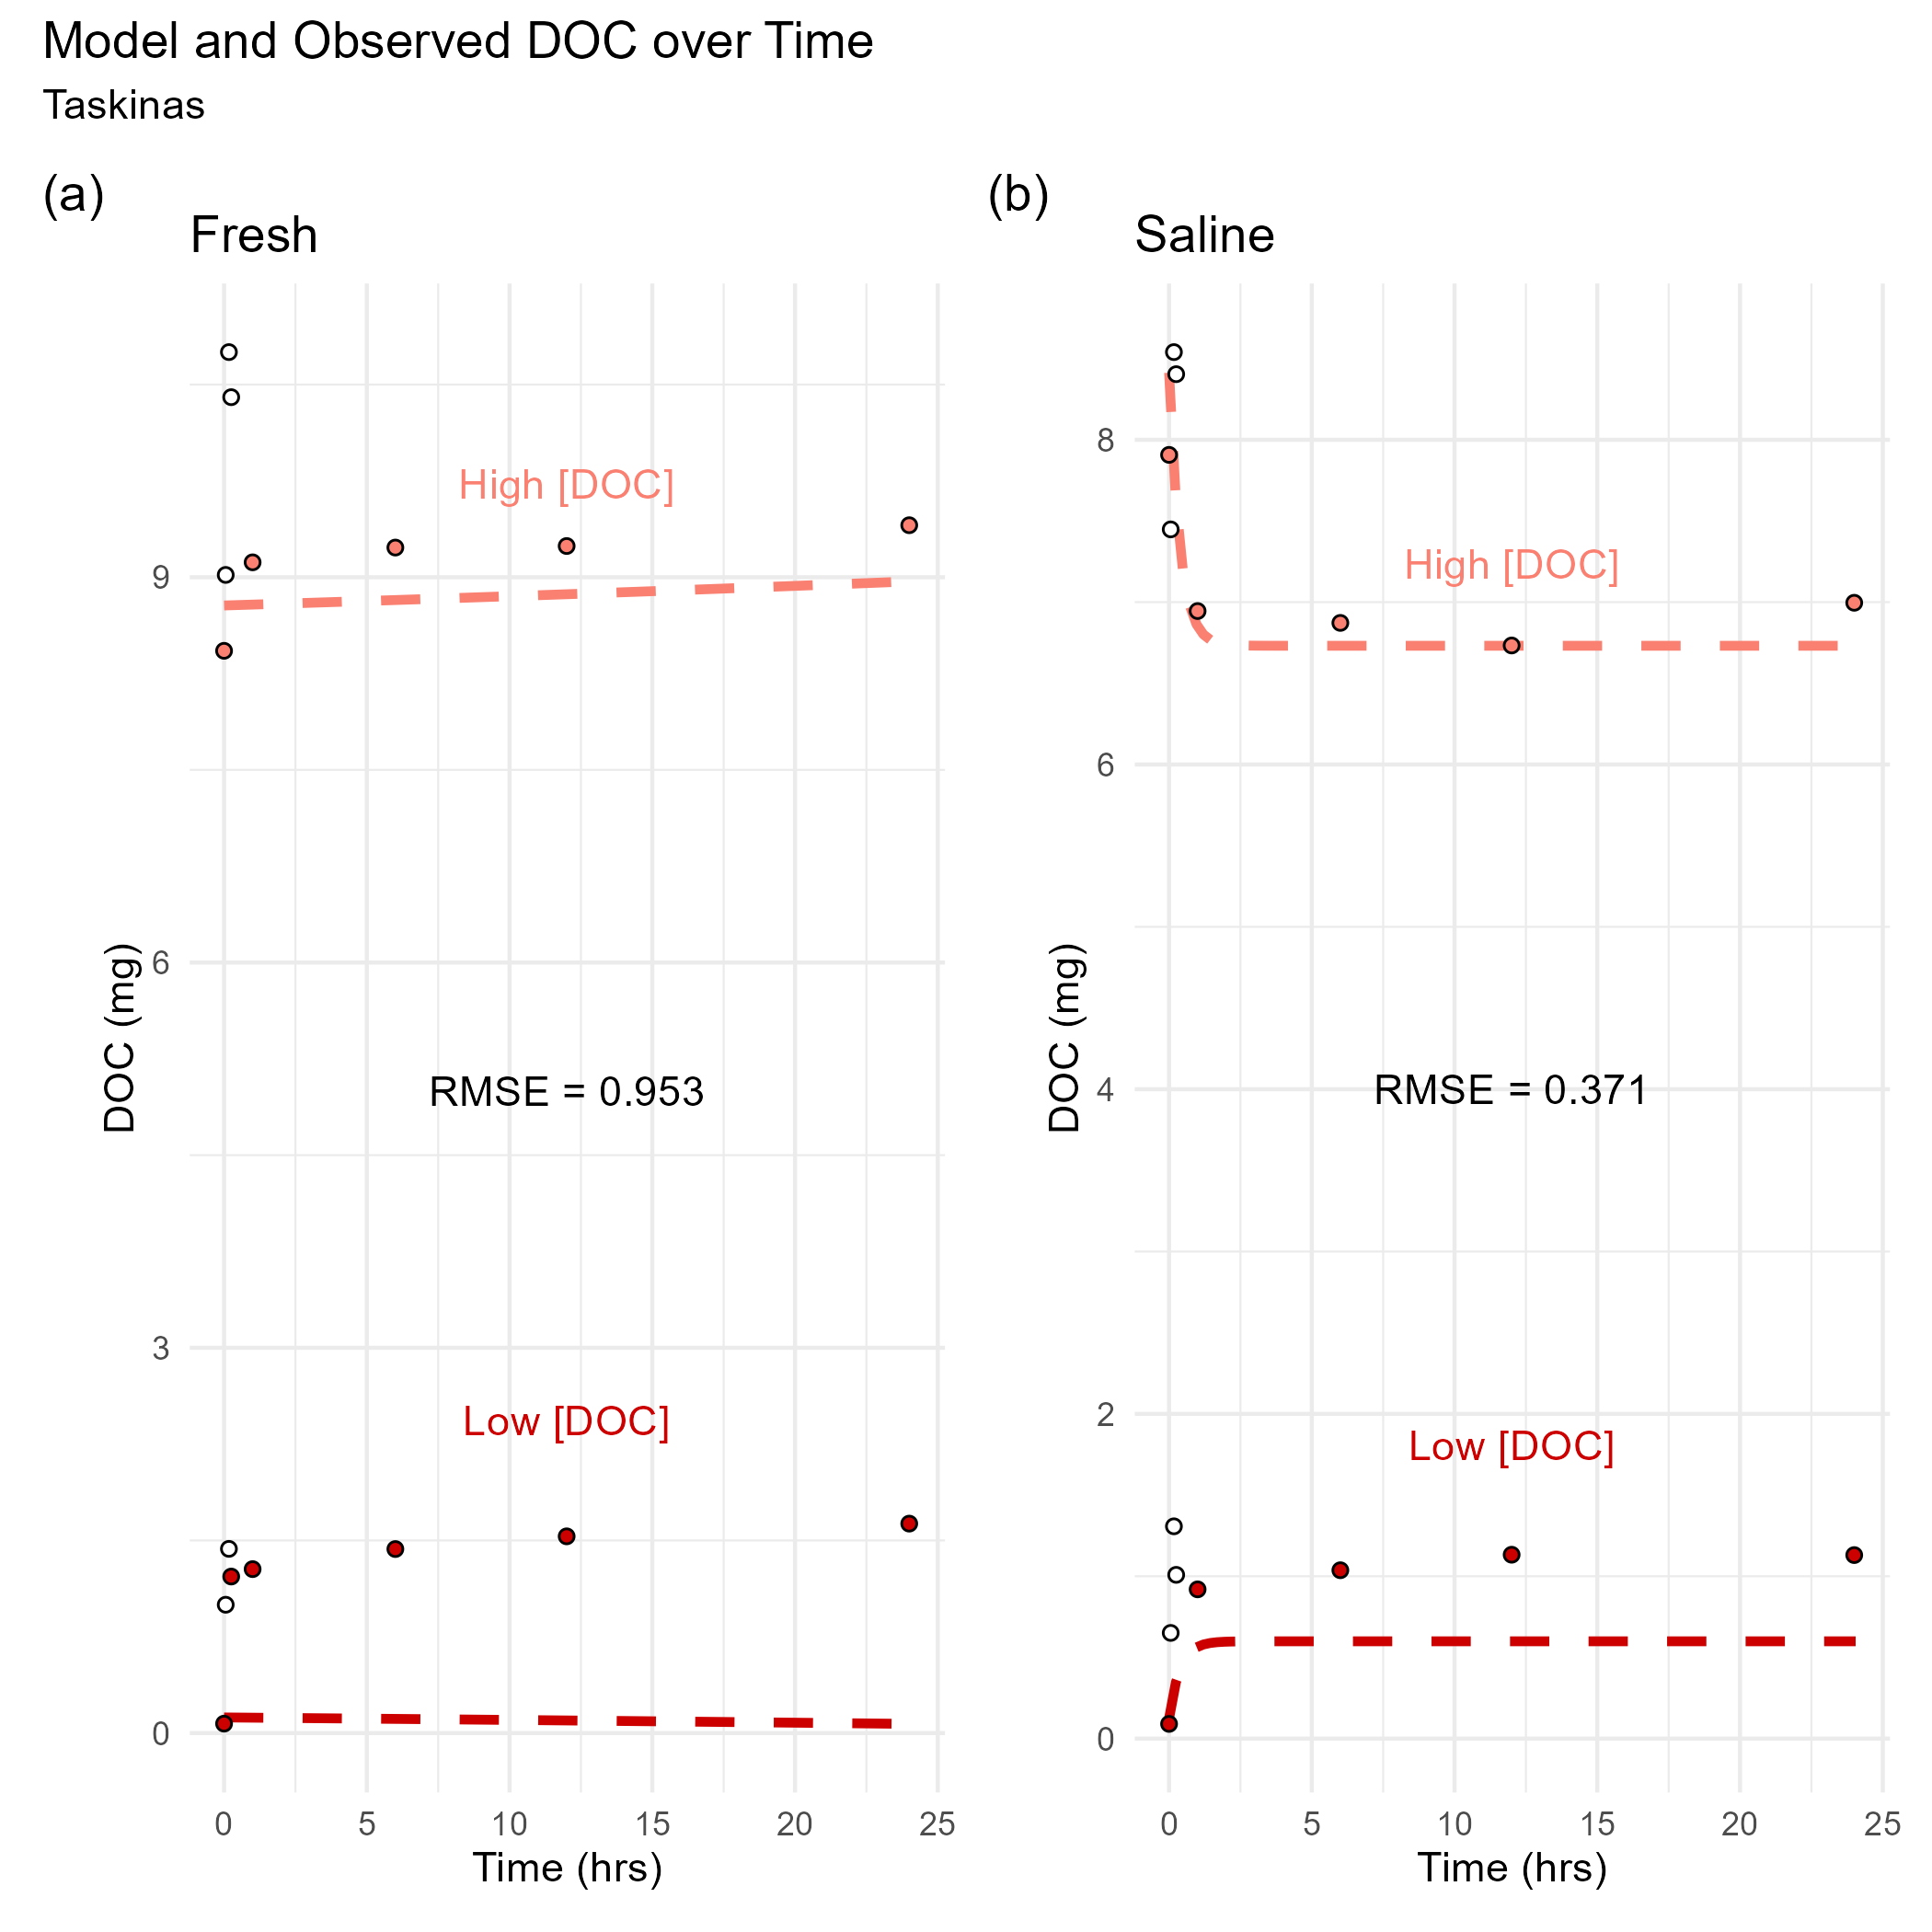 Model and Observed DOC over Time
Taskinas
(a)
Fresh
High [DOC]
RMSE = 0.953
Low [DOC]
DOC (mg)
9
6
3
0
0 5 10 15 20 25
Time (hrs)
(b)
Saline
High [DOC]
RMSE = 0.371
Low [DOC]
DOC (mg)
8
6
4
2
0
0 5 10 15 20 25
Time (hrs)